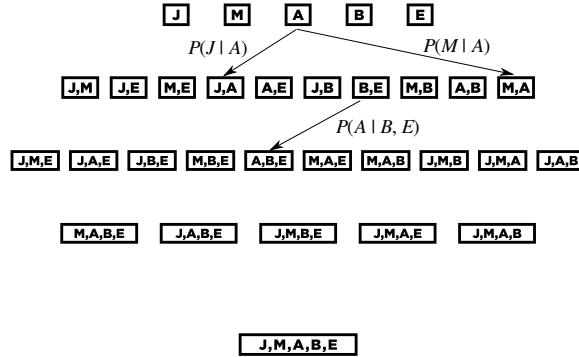 J M A B E
P(J | A) P(M | A)
J,M J,E M,E J,A A,E J,B B,E M,B A,B M,A
P(A | B, E)
J,M,E J,A,E J,B,E M,B,E A,B,E M,A,E M,A,B J,M,B J,M,A J,A,B
M,A,B,E J,A,B,E J,M,B,E J,M,A,E J,M,A,B
J,M,A,B,E